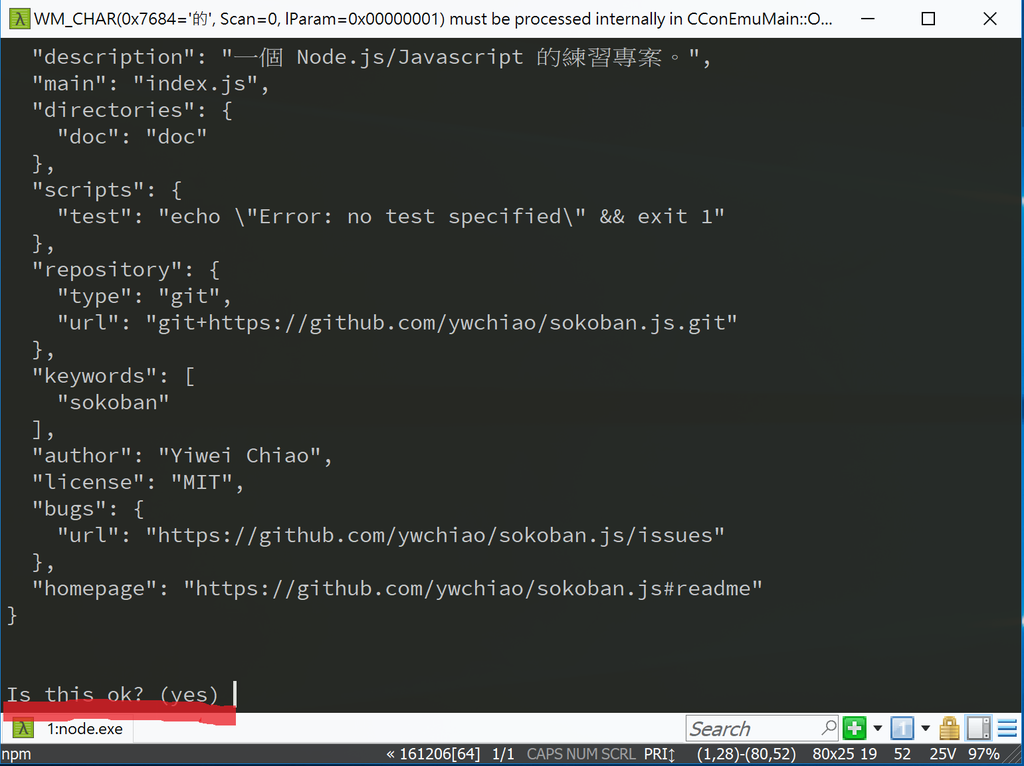 WM_CHAR(0x7684='的', Scan=0, lParam=0x00000001) must be processed internally in CConEmuMain::O...
"description": "一個 Node.js/Javascript 的練習專案。",
"main": "index.js",
"directories": {
"doc": "doc"
},
"scripts": {
"test": "echo \"Error: no test specified\" && exit 1"
},
"repository": {
"type": "git",
"url": "git+https://github.com/ywchiao/sokoban.js.git"
},
"keywords": [
"sokoban"
],
"author": "Yiwei Chiao",
"license": "MIT",
"bugs": {
"url": "https://github.com/ywchiao/sokoban.js/issues"
},
"homepage": "https://github.com/ywchiao/sokoban.js#readme"
}
Is this ok? (yes)
1:node.exe
Search
1
npm
« 161206[64] 1/1 CAPS NUM SCRL PRI↕ (1,28)-(80,52) 80x25 19 52 25V 97%